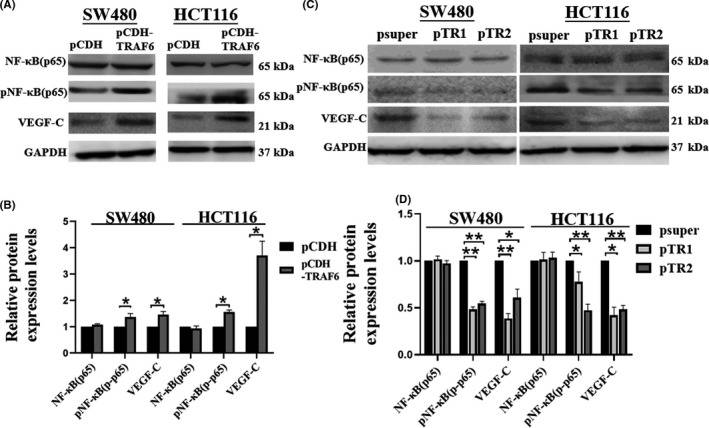 (A)
SW480 HCT116
pCDH pCDH-TRAF6 pCDH pCDH-TRAF6
NF-κB(p65) 65 kDa
pNF-κB(p65) 65 kDa
VEGF-C 21 kDa
GAPDH 37 kDa
(C)
SW480 HCT116
psuper pTR1 pTR2 psuper pTR1 pTR2
NF-κB(p65) 65 kDa
pNF-κB(p65) 65 kDa
VEGF-C 21 kDa
GAPDH 37 kDa
(B)
Relative protein
expression levels
5
4
3
2
1
0
SW480 HCT116
* * * *
pCDH
pCDH
-TRAF6
NF-κB(p65) pNF-κB(p-p65) VEGF-C NF-κB(p65) pNF-κB(p-p65) VEGF-C
(D)
Relative protein
expression levels
1.5
1.0
0.5
0.0
SW480 HCT116
** * ** **
** ** * *
psuper
pTR1
pTR2
NF-κB(p65) pNF-κB(p-p65) VEGF-C NF-κB(p65) pNF-κB(p-p65) VEGF-C